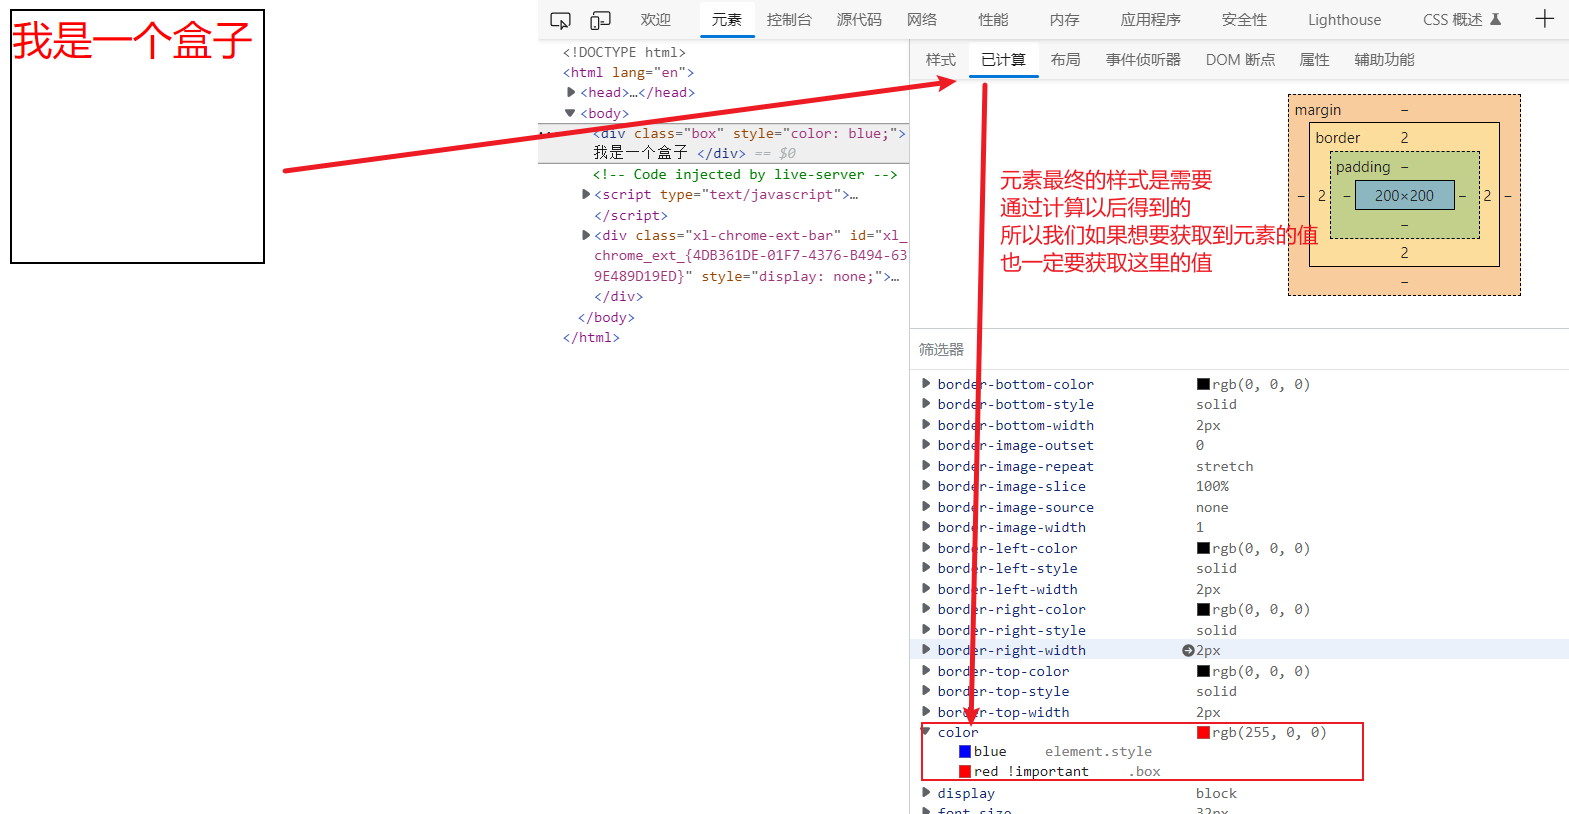 我是一个盒子
欢迎
元素
控制台
源代码
网络
性能
内存
应用程序
安全性
Lighthouse
CSS 概述
<!DOCTYPE html>
<html lang="en">
<head>…</head>
<body>
<div class="box" style="color: blue;">
我是一个盒子 </div> == $0
<!-- Code injected by live-server -->
<script type="text/javascript">…
</script>
<div class="xl-chrome-ext-bar" id="xl_
chrome_ext_{4DB361DE-01F7-4376-B494-63
9E489D19ED}" style="display: none;">…
</div>
</body>
</html>
样式
已计算
布局
事件侦听器
DOM 断点
属性
辅助功能
元素最终的样式是需要
通过计算以后得到的
所以我们如果想要获取到元素的值
也一定要获取这里的值
margin –
border 2
padding –
– 2 – 200×200 – 2 –
–
2
–
筛选器
border-bottom-color rgb(0, 0, 0)
border-bottom-style solid
border-bottom-width 2px
border-image-outset 0
border-image-repeat stretch
border-image-slice 100%
border-image-source none
border-image-width 1
border-left-color rgb(0, 0, 0)
border-left-style solid
border-left-width 2px
border-right-color rgb(0, 0, 0)
border-right-style solid
border-right-width 2px
border-top-color rgb(0, 0, 0)
border-top-style solid
border-top-width 2px
color rgb(255, 0, 0)
blue element.style
red !important .box
display block
font-size 32px